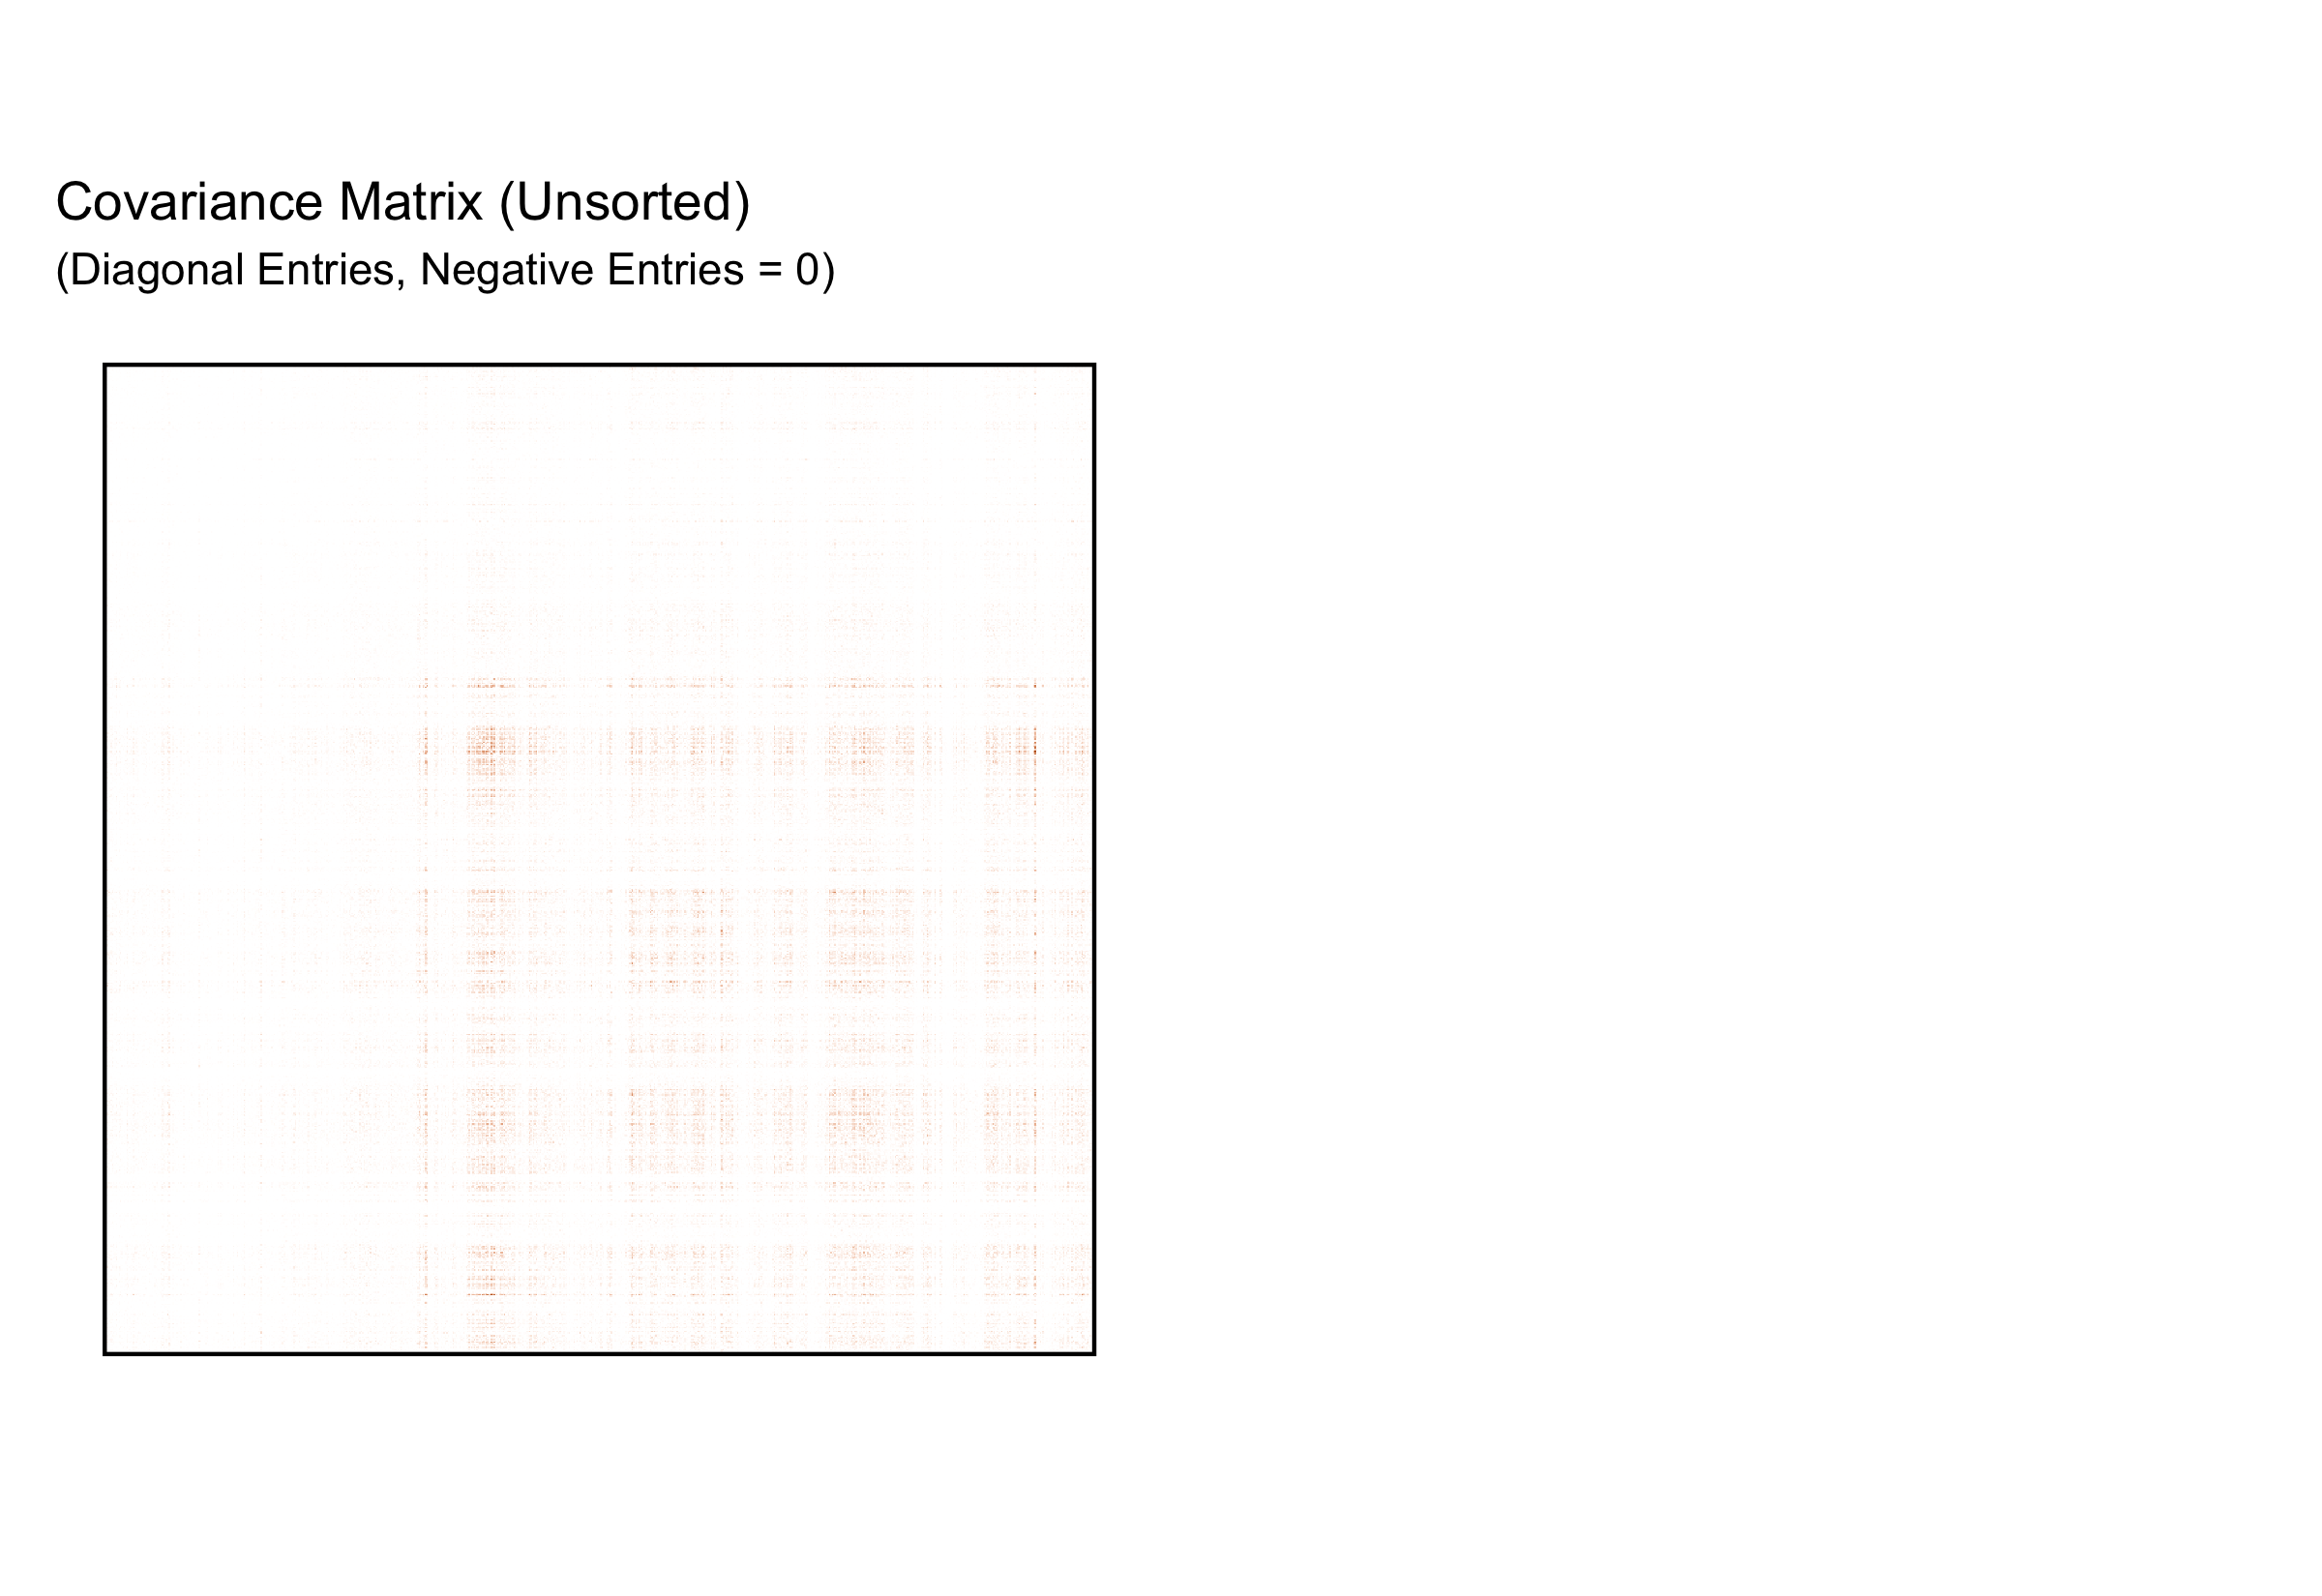 Covariance Matrix (Unsorted)
(Diagonal Entries, Negative Entries = 0)